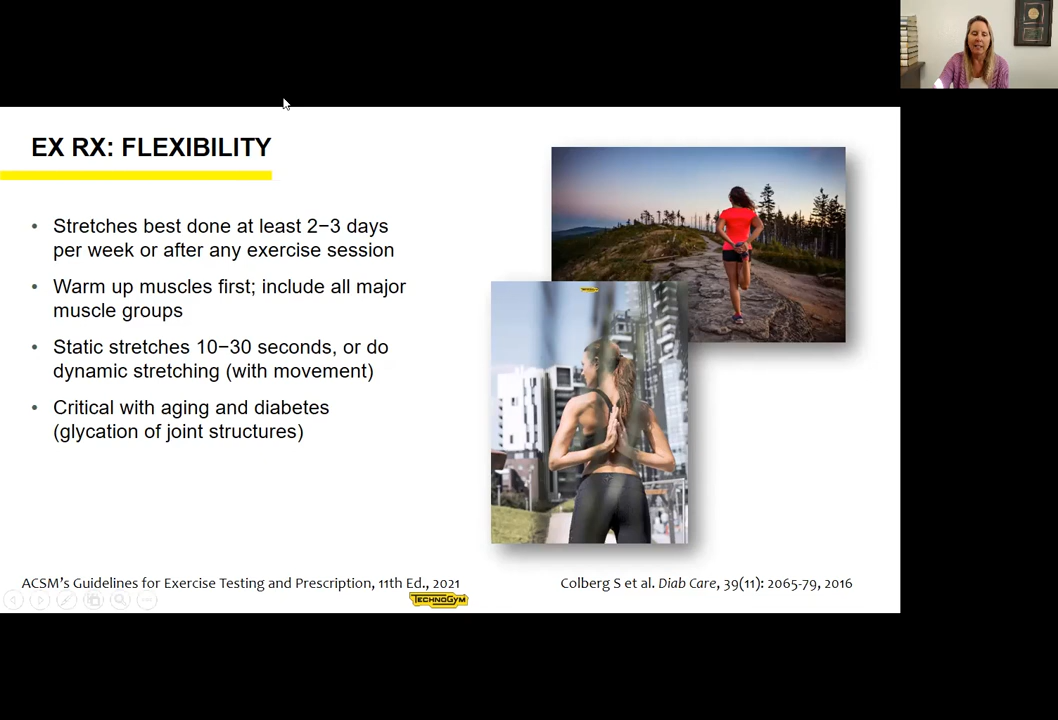 EX RX: FLEXIBILITY
• Stretches best done at least 2−3 days
per week or after any exercise session
• Warm up muscles first; include all major
muscle groups
• Static stretches 10−30 seconds, or do
dynamic stretching (with movement)
• Critical with aging and diabetes
(glycation of joint structures)
ACSM's Guidelines for Exercise Testing and Prescription, 11th Ed., 2021
Colberg S et al. Diab Care, 39(11): 2065-79, 2016
TECHNOGYM